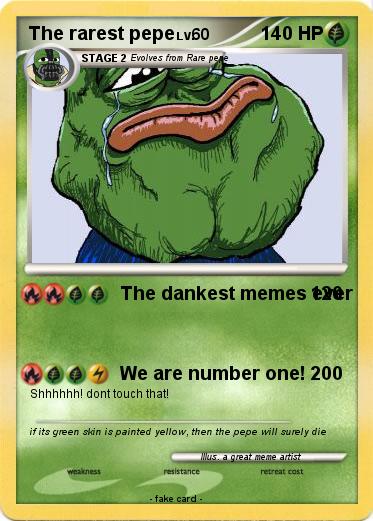 The rarest pepe LV.60 140 HP
STAGE 2 Evolves from Rare pepe
The dankest memes ever 120
We are number one! 200
Shhhhhh! dont touch that!
if its green skin is painted yellow, then the pepe will surely die
Illus. a great meme artist
weakness resistance retreat cost
- fake card -